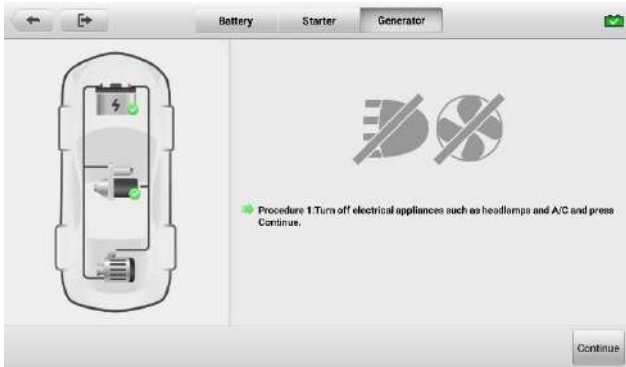 Battery Starter Generator
Procedure 1.Turn off electrical appliances such as headlamps and A/C and press
Continue.
Continue